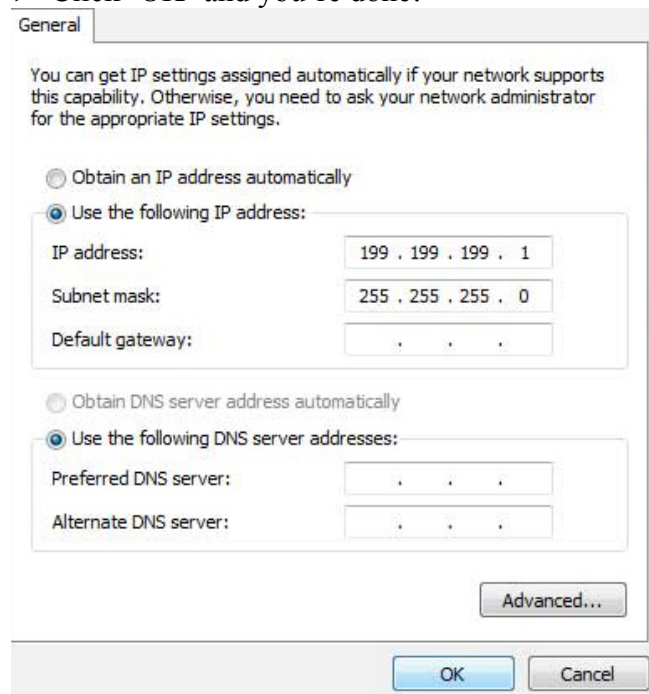 General
You can get IP settings assigned automatically if your network supports
this capability. Otherwise, you need to ask your network administrator
for the appropriate IP settings.
Obtain an IP address automatically
Use the following IP address:
IP address: 199 . 199 . 199 . 1
Subnet mask: 255 . 255 . 255 . 0
Default gateway: . . .
Obtain DNS server address automatically
Use the following DNS server addresses:
Preferred DNS server: . . .
Alternate DNS server: . . .
Advanced...
OK Cancel